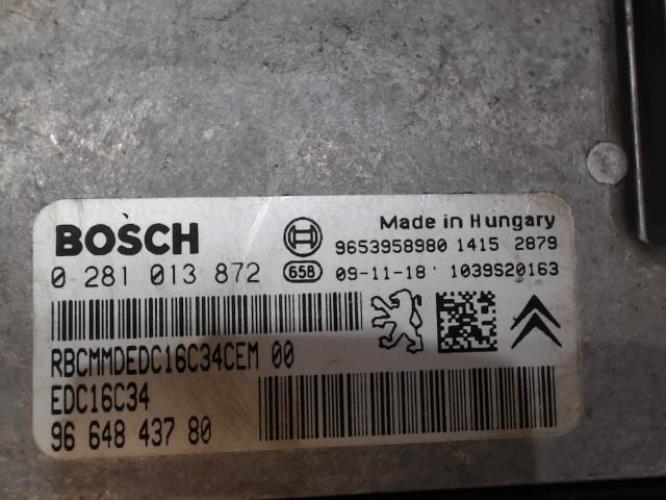 Made in Hungary
BOSCH
9653958980 1415 2879
0 281 013 872 658 09-11-18 1039S20163
RBCMMDEDC16C34CEM 00
EDC16C34
96 648 437 80